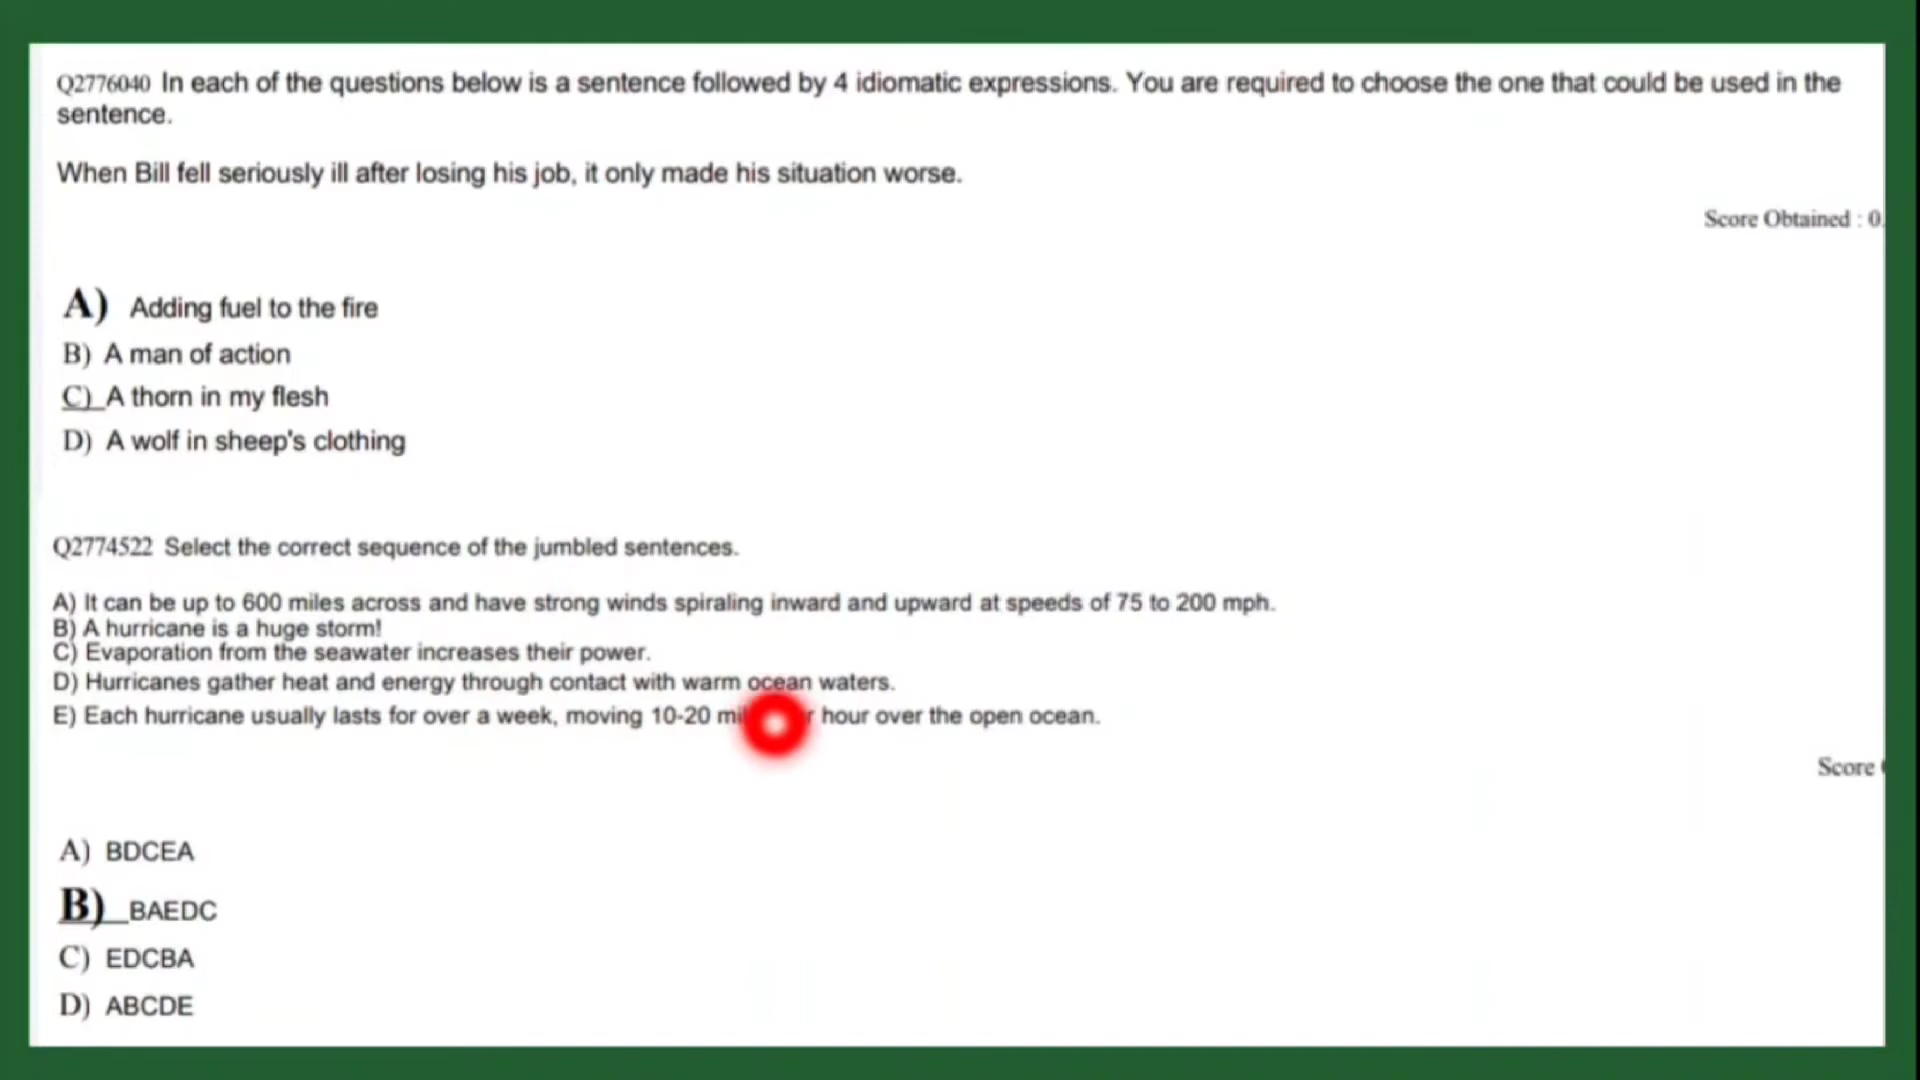 Q2776040 In each of the questions below is a sentence followed by 4 idiomatic expressions. You are required to choose the one that could be used in the
sentence.
When Bill fell seriously ill after losing his job, it only made his situation worse.
Score Obtained : 0.
A) Adding fuel to the fire
B) A man of action
C) A thorn in my flesh
D) A wolf in sheep's clothing
Q2774522 Select the correct sequence of the jumbled sentences.
A) It can be up to 600 miles across and have strong winds spiraling inward and upward at speeds of 75 to 200 mph.
B) A hurricane is a huge storm!
C) Evaporation from the seawater increases their power.
D) Hurricanes gather heat and energy through contact with warm ocean waters.
E) Each hurricane usually lasts for over a week, moving 10-20 hour over the open ocean.
Score
A) BDCEA
B) BAEDC
C) EDCBA
D) ABCDE